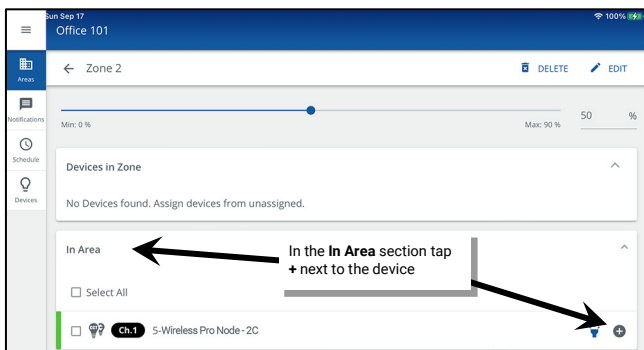 Sun Sep 17
100%
Office 101
Areas
Zone 2
DELETE
EDIT
Notifications
Min: 0 %
Max: 90 %
50 %
Schedule
Devices in Zone
Devices
No Devices found. Assign devices from unassigned.
In Area
In the In Area section tap
+ next to the device
Select All
CCT
Ch.1
5-Wireless Pro Node - 2C